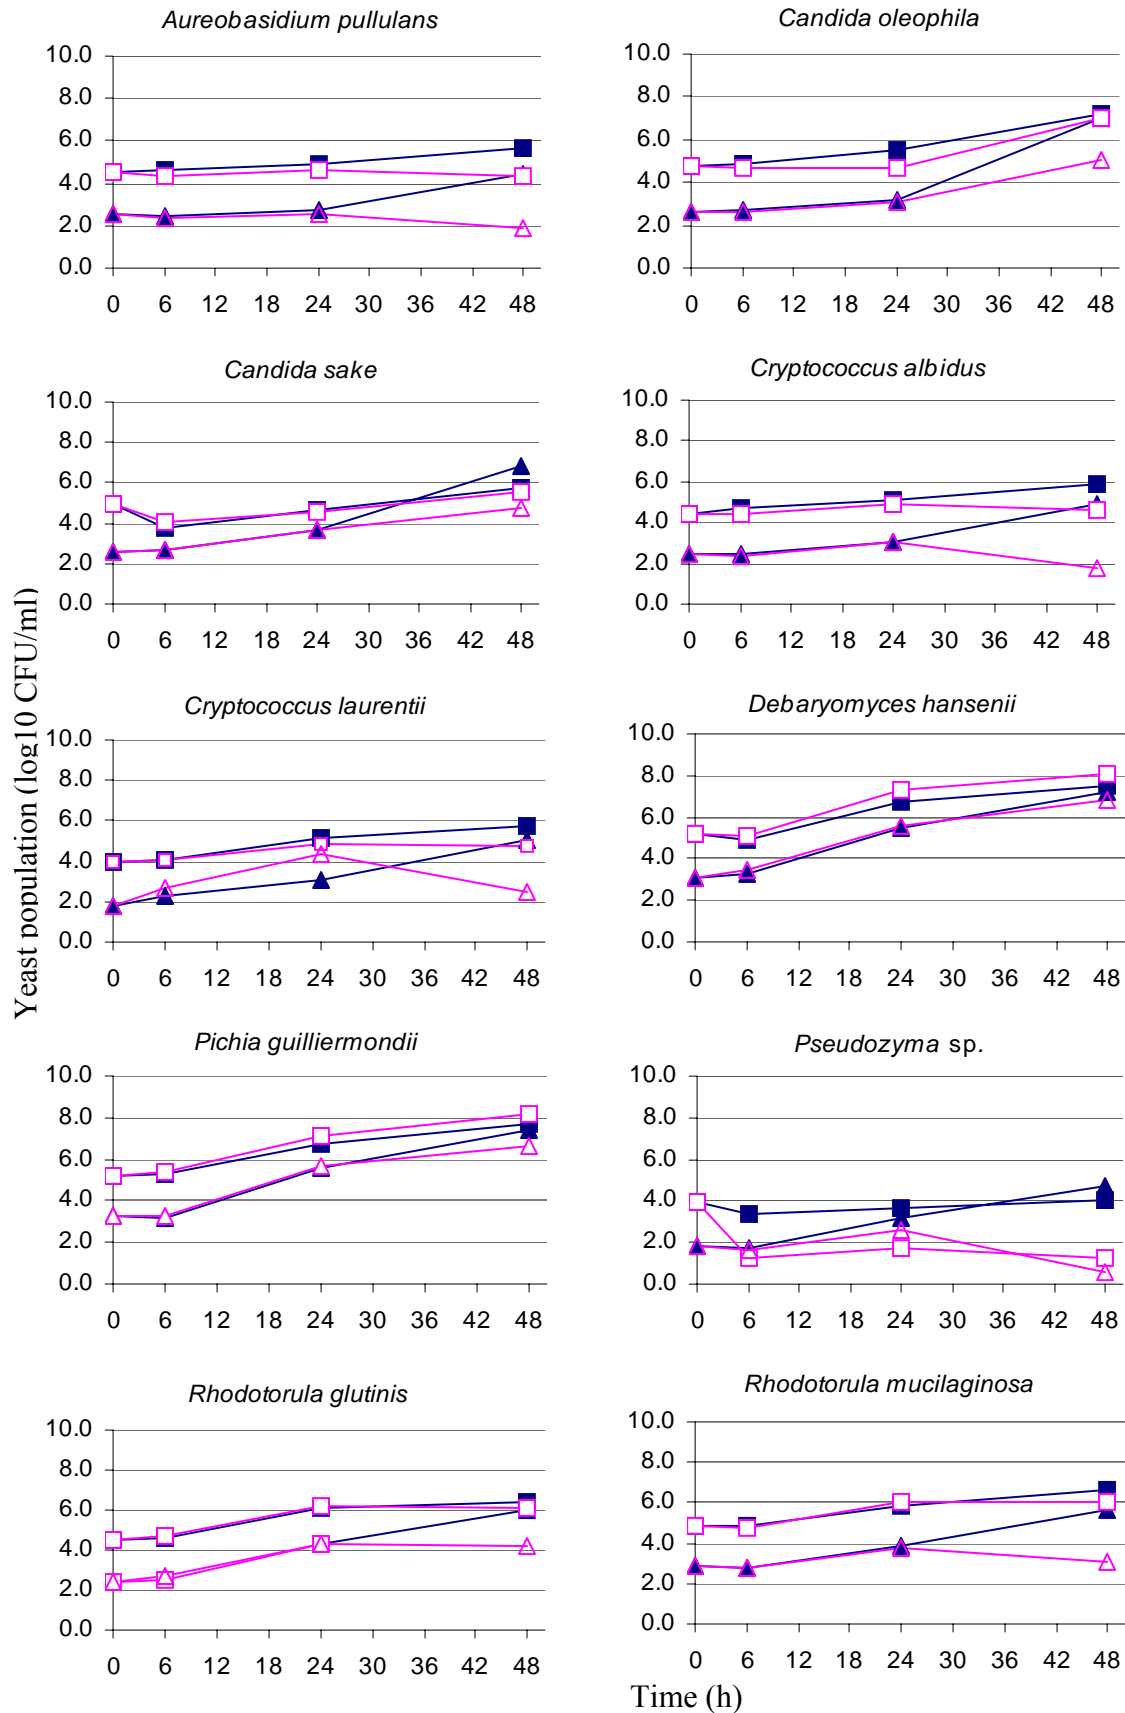 Aureobasidium pullulans
10.0
8.0
6.0
4.0
2.0
0.0
0 6 12 18 24 30 36 42 48
Candida oleophila
10.0
8.0
6.0
4.0
2.0
0.0
0 6 12 18 24 30 36 42 48
Candida sake
10.0
8.0
6.0
4.0
2.0
0.0
0 6 12 18 24 30 36 42 48
Cryptococcus albidus
10.0
8.0
6.0
4.0
2.0
0.0
0 6 12 18 24 30 36 42 48
Yeast population (log10 CFU/ml)
Cryptococcus laurentii
10.0
8.0
6.0
4.0
2.0
0.0
0 6 12 18 24 30 36 42 48
Debaryomyces hansenii
10.0
8.0
6.0
4.0
2.0
0.0
0 6 12 18 24 30 36 42 48
Pichia guilliermondii
10.0
8.0
6.0
4.0
2.0
0.0
0 6 12 18 24 30 36 42 48
Pseudozyma sp.
10.0
8.0
6.0
4.0
2.0
0.0
0 6 12 18 24 30 36 42 48
Rhodotorula glutinis
10.0
8.0
6.0
4.0
2.0
0.0
0 6 12 18 24 30 36 42 48
Rhodotorula mucilaginosa
10.0
8.0
6.0
4.0
2.0
0.0
0 6 12 18 24 30 36 42 48
Time (h)